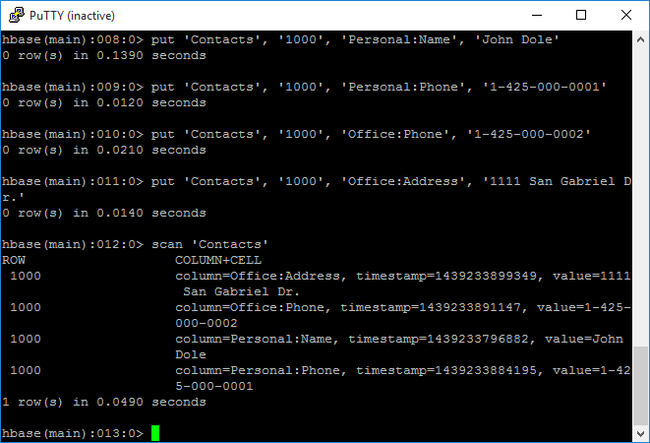 PuTTY (inactive)
hbase(main):008:0> put 'Contacts', '1000', 'Personal:Name', 'John Dole'
0 row(s) in 0.1390 seconds
hbase(main):009:0> put 'Contacts', '1000', 'Personal:Phone', '1-425-000-0001'
0 row(s) in 0.0120 seconds
hbase(main):010:0> put 'Contacts', '1000', 'Office:Phone', '1-425-000-0002'
0 row(s) in 0.0210 seconds
hbase(main):011:0> put 'Contacts', '1000', 'Office:Address', '1111 San Gabriel D
r.'
0 row(s) in 0.0140 seconds
hbase(main):012:0> scan 'Contacts'
ROW                   COLUMN+CELL
 1000                 column=Office:Address, timestamp=1439233899349, value=1111
                       San Gabriel Dr.
 1000                 column=Office:Phone, timestamp=1439233891147, value=1-425-
                      000-0002
 1000                 column=Personal:Name, timestamp=1439233796882, value=John
                      Dole
 1000                 column=Personal:Phone, timestamp=1439233884195, value=1-42
                      5-000-0001
1 row(s) in 0.0490 seconds
hbase(main):013:0>